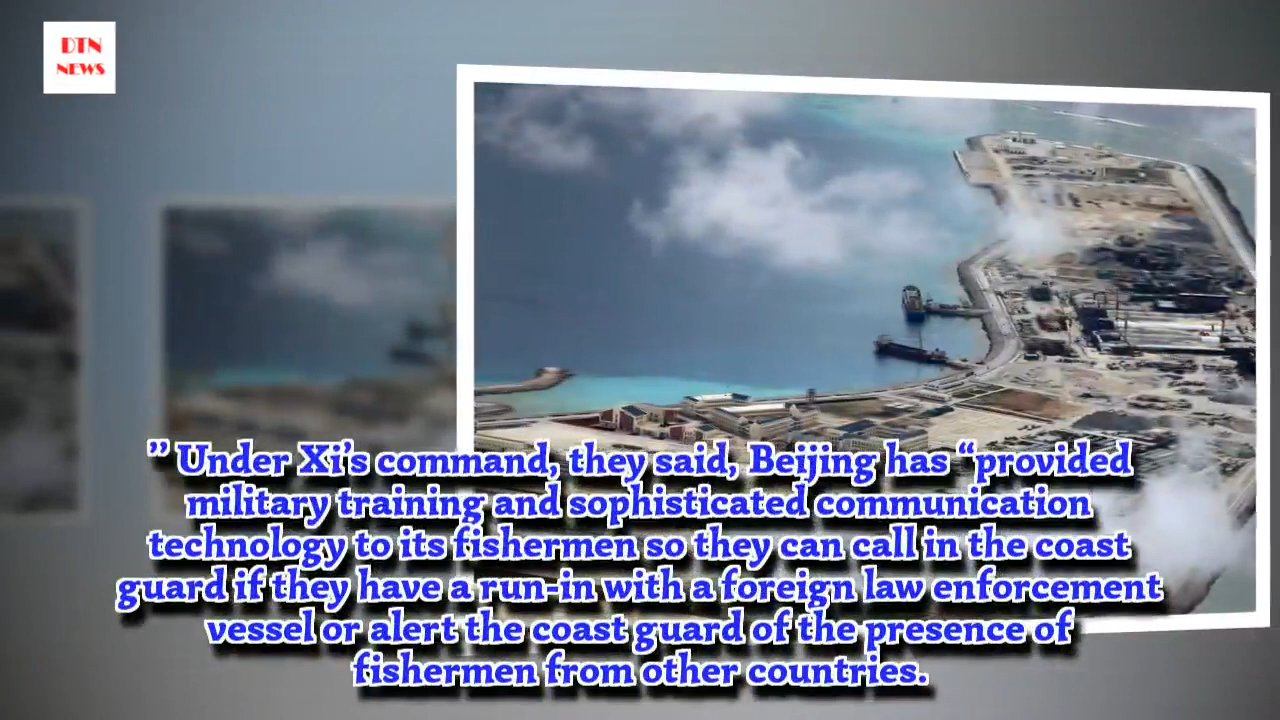 DTN
NEWS
” Under Xi’s command, they said, Beijing has “provided
military training and sophisticated communication
technology to its fishermen so they can call in the coast
guard if they have a run-in with a foreign law enforcement
vessel or alert the coast guard of the presence of
fishermen from other countries.